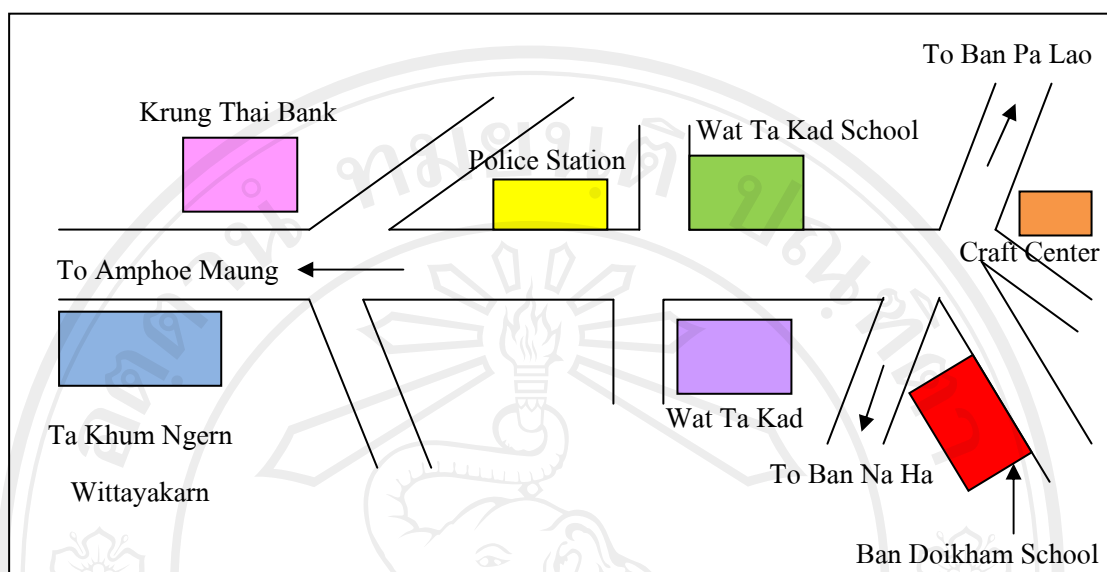 To Ban Pa Lao
Krung Thai Bank
Wat Ta Kad School
Police Station
Craft Center
To Amphoe Maung
Ta Khum Ngern
Wittayakarn
Wat Ta Kad
To Ban Na Ha
Ban Doikham School